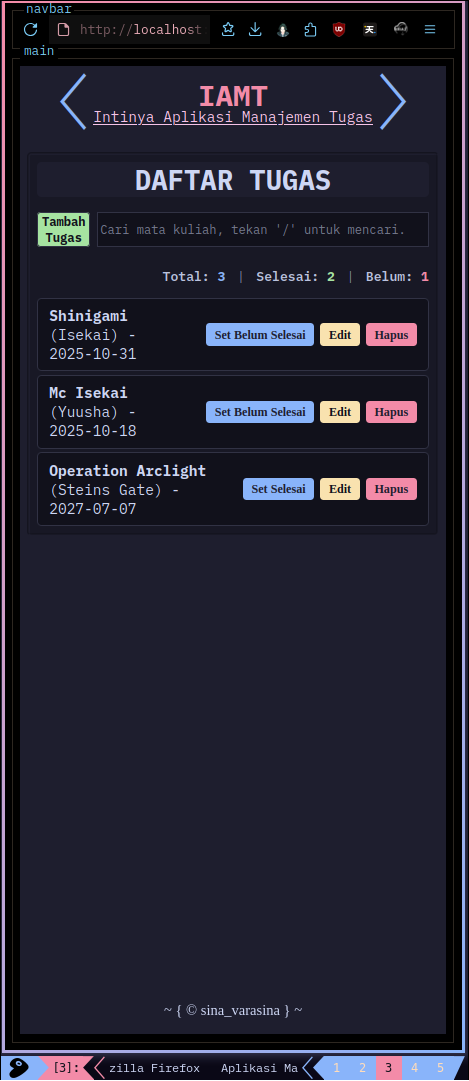 navbar
http://localhost
main
IAMT
Intinya Aplikasi Manajemen Tugas
DAFTAR TUGAS
Tambah
Tugas
Cari mata kuliah, tekan '/' untuk mencari.
Total: 3 | Selesai: 2 | Belum: 1
Shinigami
(Isekai) -
2025-10-31
Set Belum Selesai
Edit
Hapus
Mc Isekai
(Yuusha) -
2025-10-18
Set Belum Selesai
Edit
Hapus
Operation Arclight
(Steins Gate) -
2027-07-07
Set Selesai
Edit
Hapus
~ { © sina_varasina } ~
[3]: zilla Firefox Aplikasi Ma 1 2 3 4 5